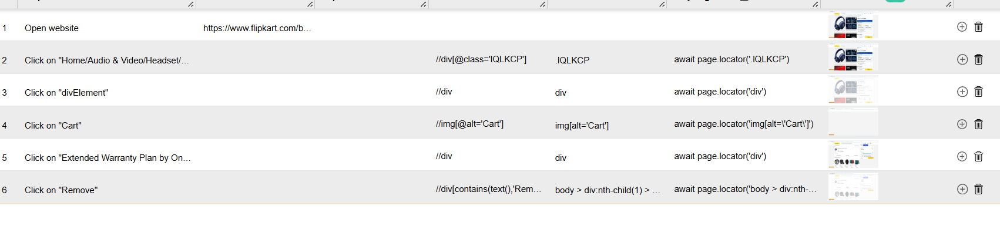 1 Open website https://www.flipkart.com/b...
2 Click on "Home/Audio & Video/Headset/... //div[@class='IQLKCP'] .IQLKCP await page.locator('.IQLKCP')
3 Click on "divElement" //div div await page.locator('div')
4 Click on "Cart" //img[@alt='Cart'] img[alt='Cart'] await page.locator('img[alt=\'Cart\']')
5 Click on "Extended Warranty Plan by On... //div div await page.locator('div')
6 Click on "Remove" //div[contains(text(),'Rem... body > div:nth-child(1) > ... await page.locator('body > div:nth-...